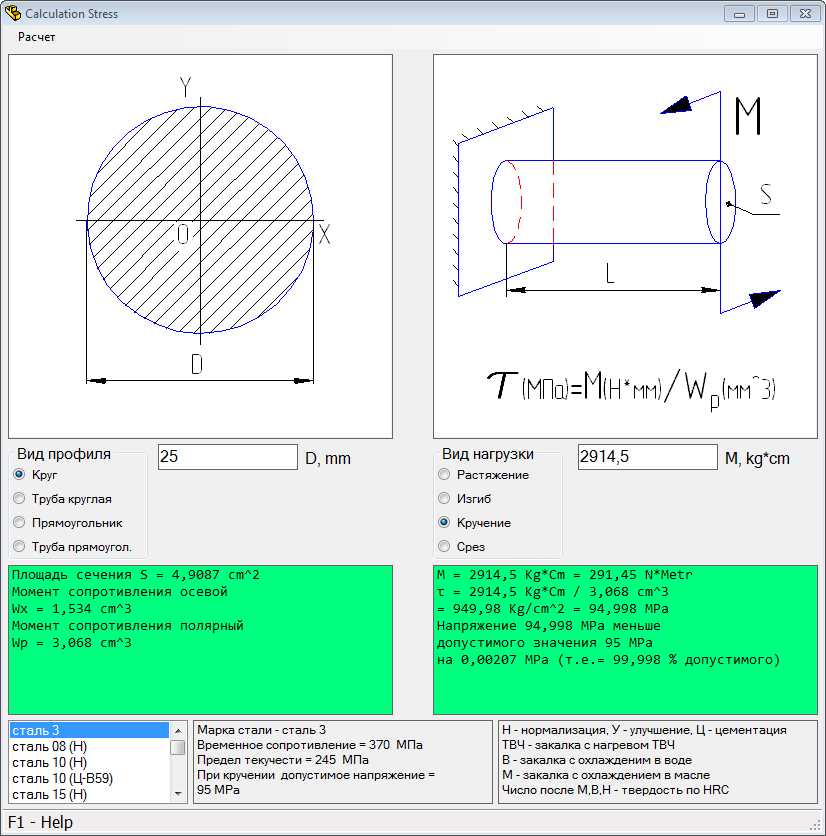 Calculation Stress
Расчет
Y
O
X
D
M
S
L
τ(МПа)=M(Н*мм)/Wp(мм^3)
Вид профиля
25
D, mm
Круг
Труба круглая
Прямоугольник
Труба прямоугол.
Вид нагрузки
2914,5
M, kg*cm
Растяжение
Изгиб
Кручение
Срез
Площадь сечения S = 4,9087 cm^2
Момент сопротивления осевой
Wx = 1,534 cm^3
Момент сопротивления полярный
Wp = 3,068 cm^3
M = 2914,5 Kg*Cm = 291,45 N*Metr
τ = 2914,5 Kg*Cm / 3,068 cm^3
= 949,98 Kg/cm^2 = 94,998 MPa
Напряжение 94,998 MPa меньше
допустимого значения 95 MPa
на 0,00207 MPa (т.е.= 99,998 % допустимого)
сталь 3
сталь 08 (Н)
сталь 10 (Н)
сталь 10 (Ц-В59)
сталь 15 (Н)
Марка стали - сталь 3
Временное сопротивление = 370 МПа
Предел текучести = 245 МПа
При кручении допустимое напряжение =
95 МРа
Н - нормализация, У - улучшение, Ц - цементация
ТВЧ - закалка с нагревом ТВЧ
В - закалка с охлажденим в воде
М - закалка с охлаждением в масле
Число после М,В,Н - твердость по HRC
F1 - Help